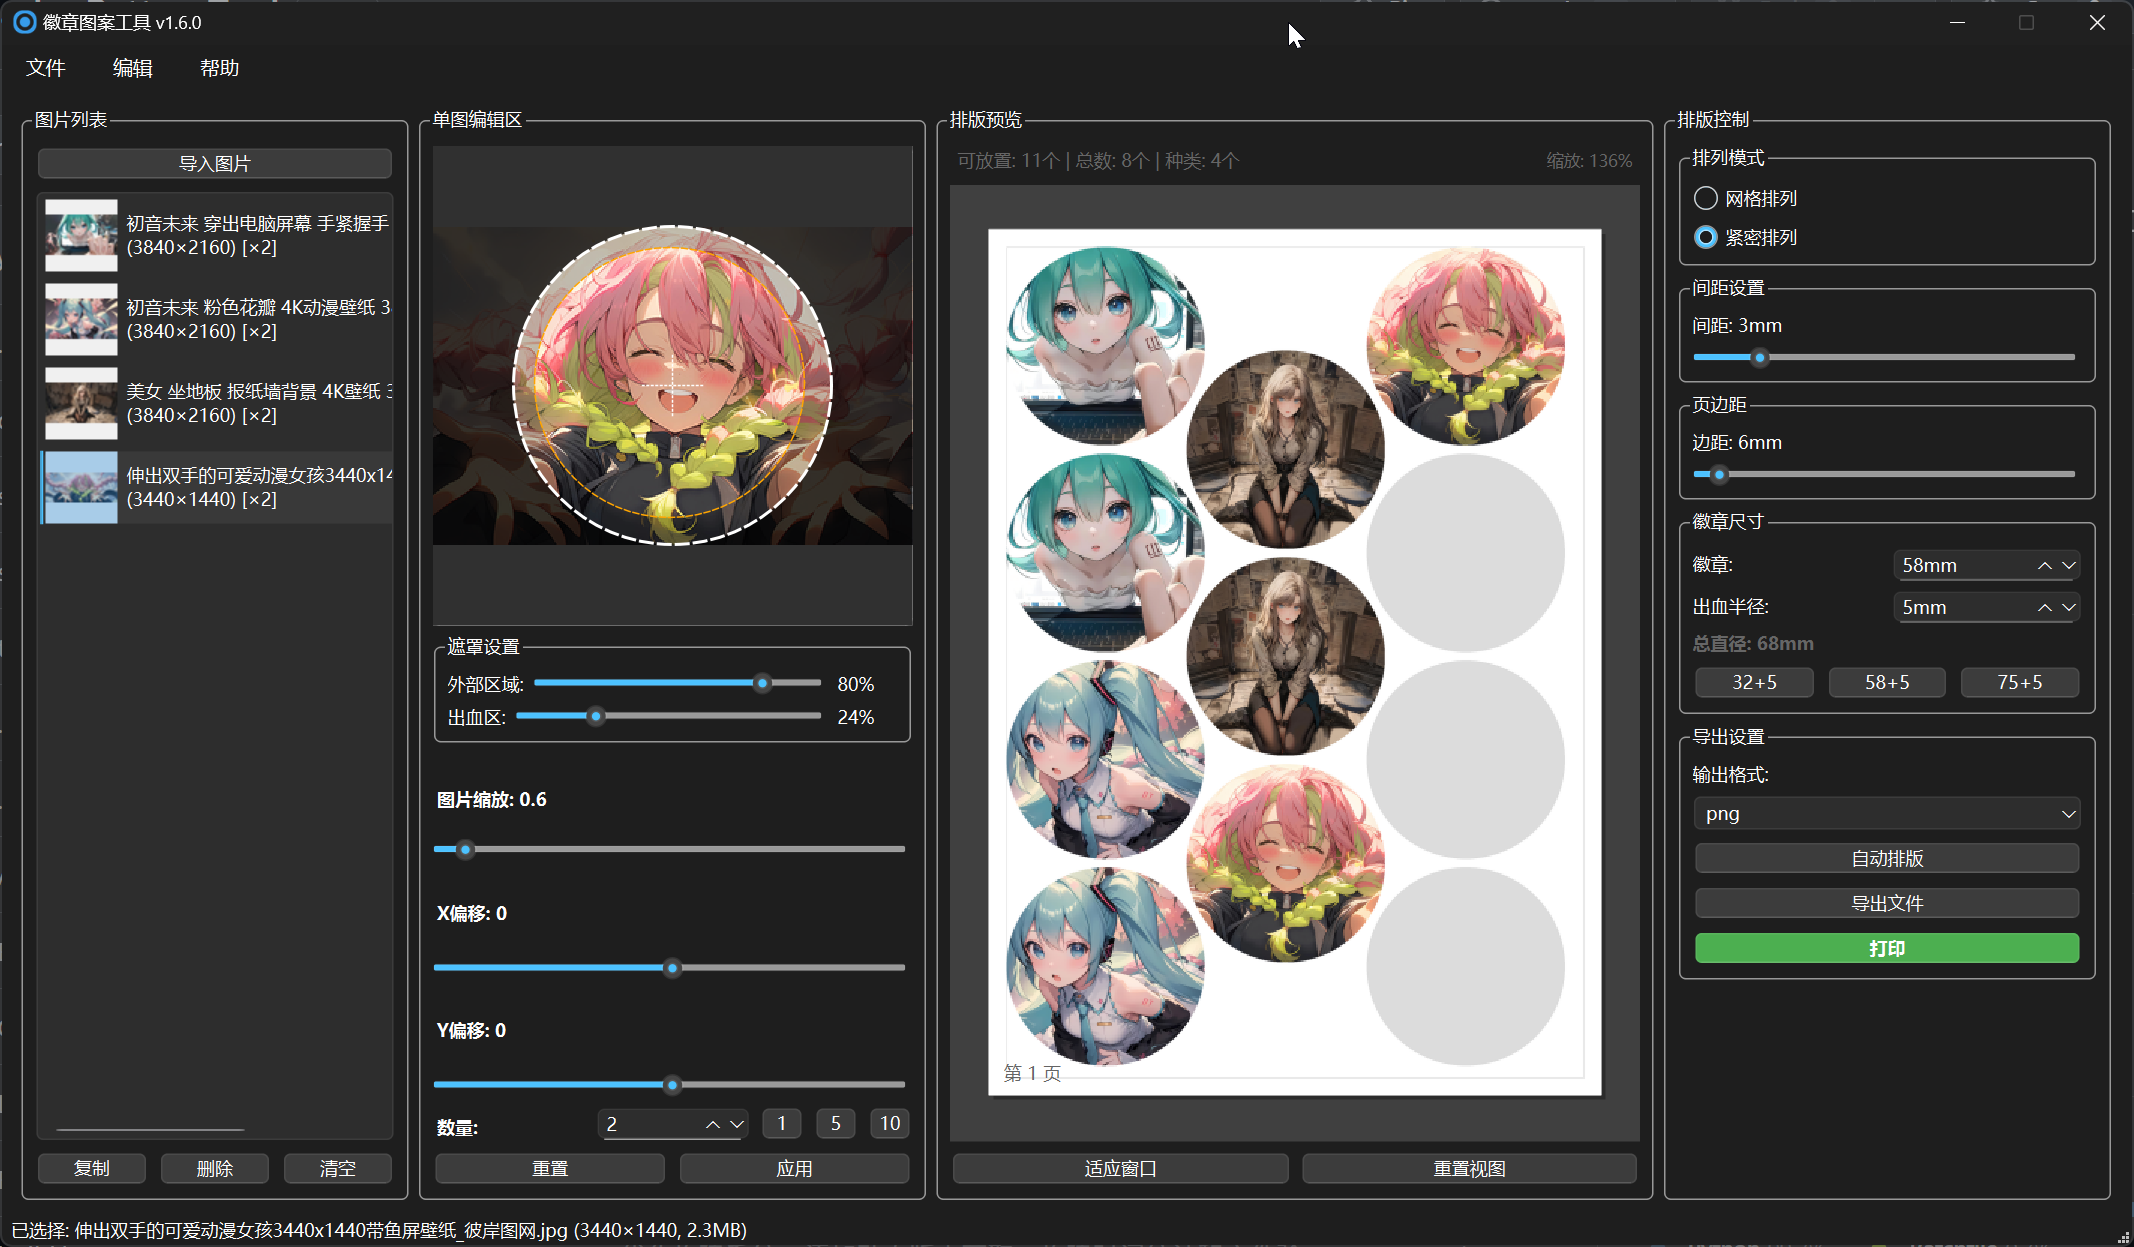 徽章图案工具 v1.6.0
文件 编辑 帮助
图片列表
导入图片
初音未来 穿出电脑屏幕 手紧握手
(3840×2160) [×2]
初音未来 粉色花瓣 4K动漫壁纸 3
(3840×2160) [×2]
美女 坐地板 报纸墙背景 4K壁纸 3
(3840×2160) [×2]
伸出双手的可爱动漫女孩3440x14
(3440×1440) [×2]
复制 删除 清空
单图编辑区
遮罩设置
外部区域: 80%
出血区: 24%
图片缩放: 0.6
X偏移: 0
Y偏移: 0
数量: 2 1 5 10
重置 应用
排版预览
可放置: 11个 | 总数: 8个 | 种类: 4个 缩放: 136%
第 1 页
适应窗口 重置视图
排版控制
排列模式
网格排列
紧密排列
间距设置
间距: 3mm
页边距
边距: 6mm
徽章尺寸
徽章: 58mm
出血半径: 5mm
总直径: 68mm
32+5 58+5 75+5
导出设置
输出格式:
png
自动排版
导出文件
打印
已选择: 伸出双手的可爱动漫女孩3440x1440带鱼屏壁纸_彼岸图网.jpg (3440×1440, 2.3MB)